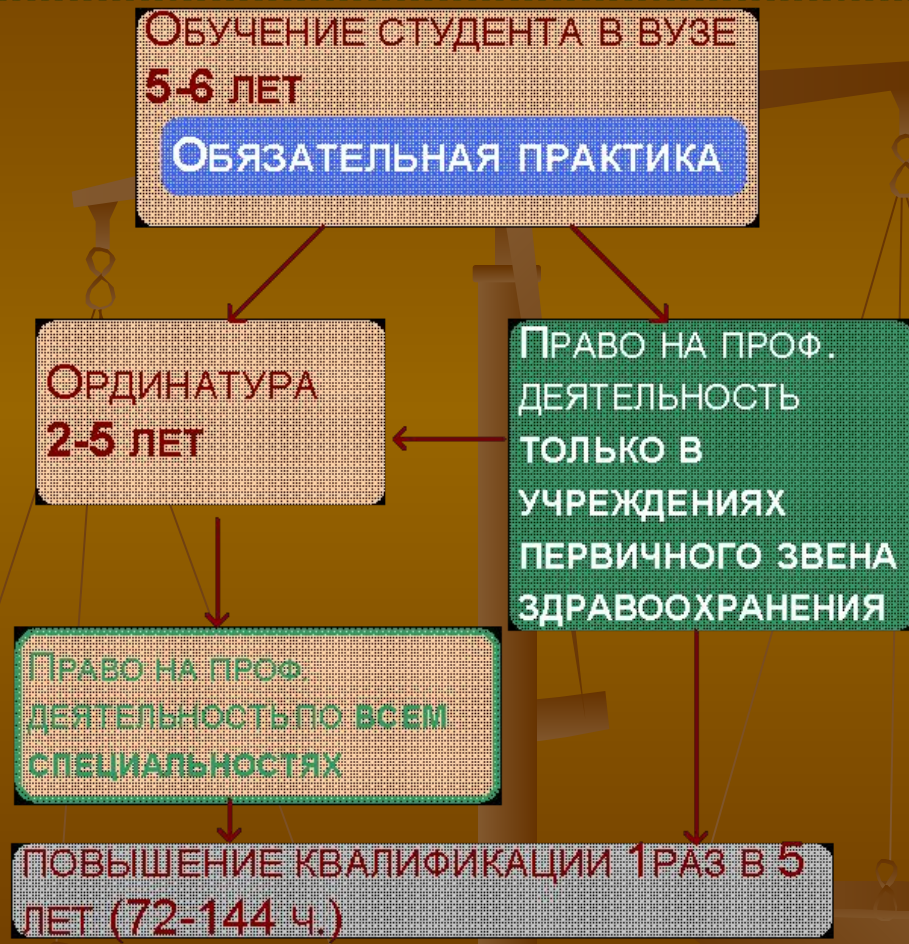 Обучение студента в вузе
5-6 лет
Обязательная практика
Ординатура
2-5 лет
Право на проф.
деятельность
только в
учреждениях
первичного звена
здравоохранения
Право на проф.
деятельность по всем
специальностях
повышение квалификации 1раз в 5
лет (72-144 ч.)